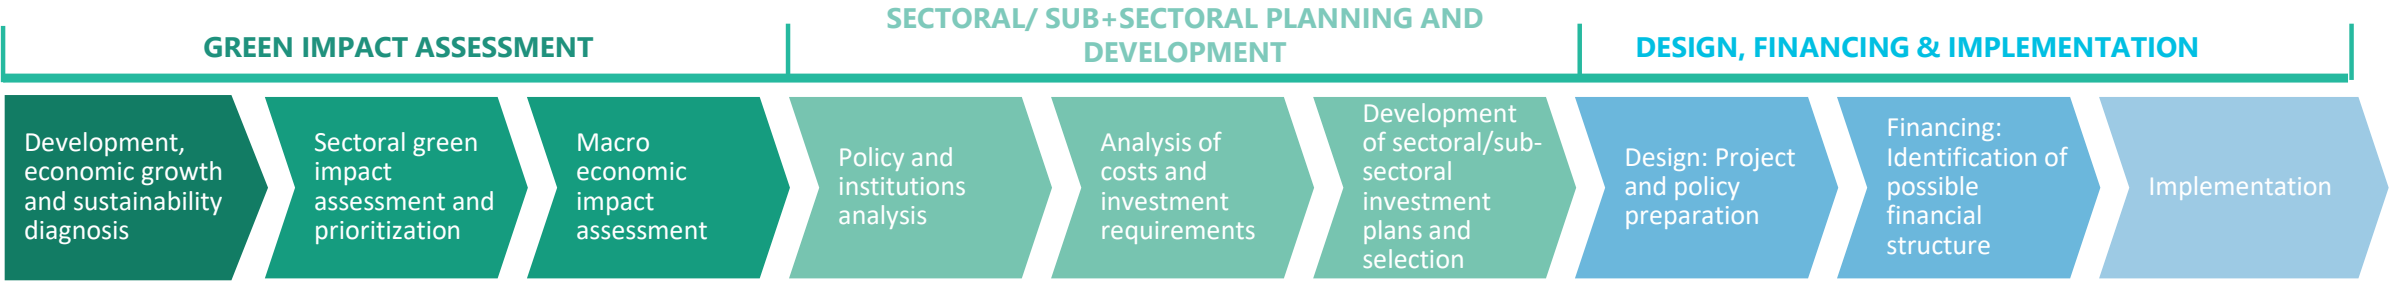 GREEN IMPACT ASSESSMENT
SECTORAL/ SUB+SECTORAL PLANNING AND
DEVELOPMENT
DESIGN, FINANCING & IMPLEMENTATION
Development,
economic growth
and sustainability
diagnosis
Sectoral green
impact
assessment and
prioritization
Macro
economic
impact
assessment
Policy and
institutions
analysis
Analysis of
costs and
investment
requirements
Development
of sectoral/sub-
sectoral
investment
plans and
selection
Design: Project
and policy
preparation
Financing:
Identification of
possible
financial
structure
Implementation